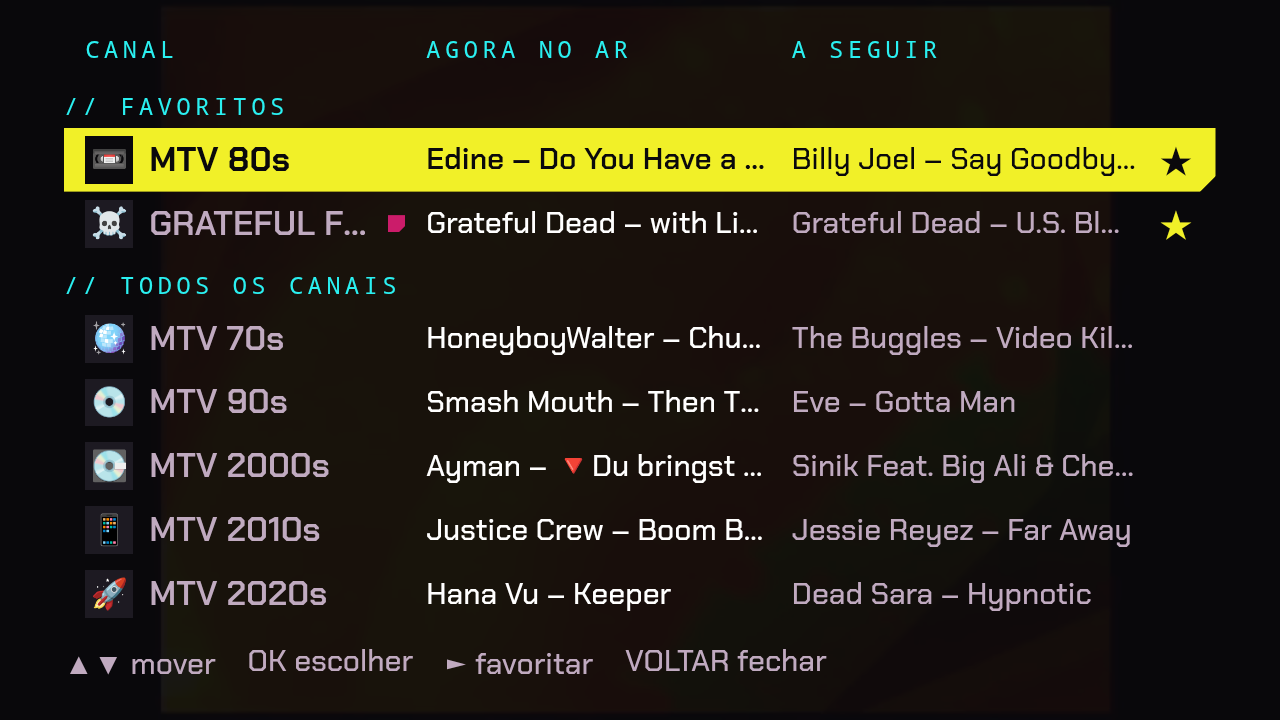 CANAL AGORA NO AR A SEGUIR
// FAVORITOS
MTV 80s Edine – Do You Have a ... Billy Joel – Say Goodby... ★
GRATEFUL F... Grateful Dead – with Li... Grateful Dead – U.S. Bl... ★
// TODOS OS CANAIS
MTV 70s HoneyboyWalter – Chu... The Buggles – Video Kil...
MTV 90s Smash Mouth – Then T... Eve – Gotta Man
MTV 2000s Ayman – 🔻Du bringst ... Sinik Feat. Big Ali & Che...
MTV 2010s Justice Crew – Boom B... Jessie Reyez – Far Away
MTV 2020s Hana Vu – Keeper Dead Sara – Hypnotic
▲▼ mover OK escolher ► favoritar VOLTAR fechar